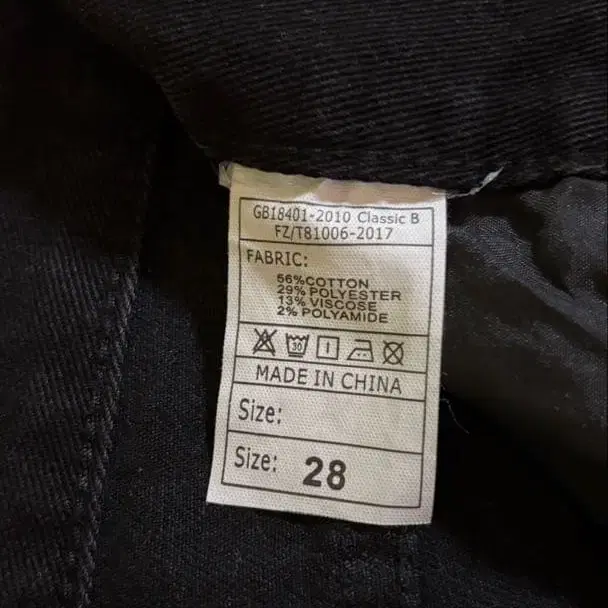 GB18401-2010 Classic B
FZ/T81006-2017
FABRIC:
56%COTTON
29% POLYESTER
13% VISCOSE
2% POLYAMIDE
30
MADE IN CHINA
Size:
Size: 28